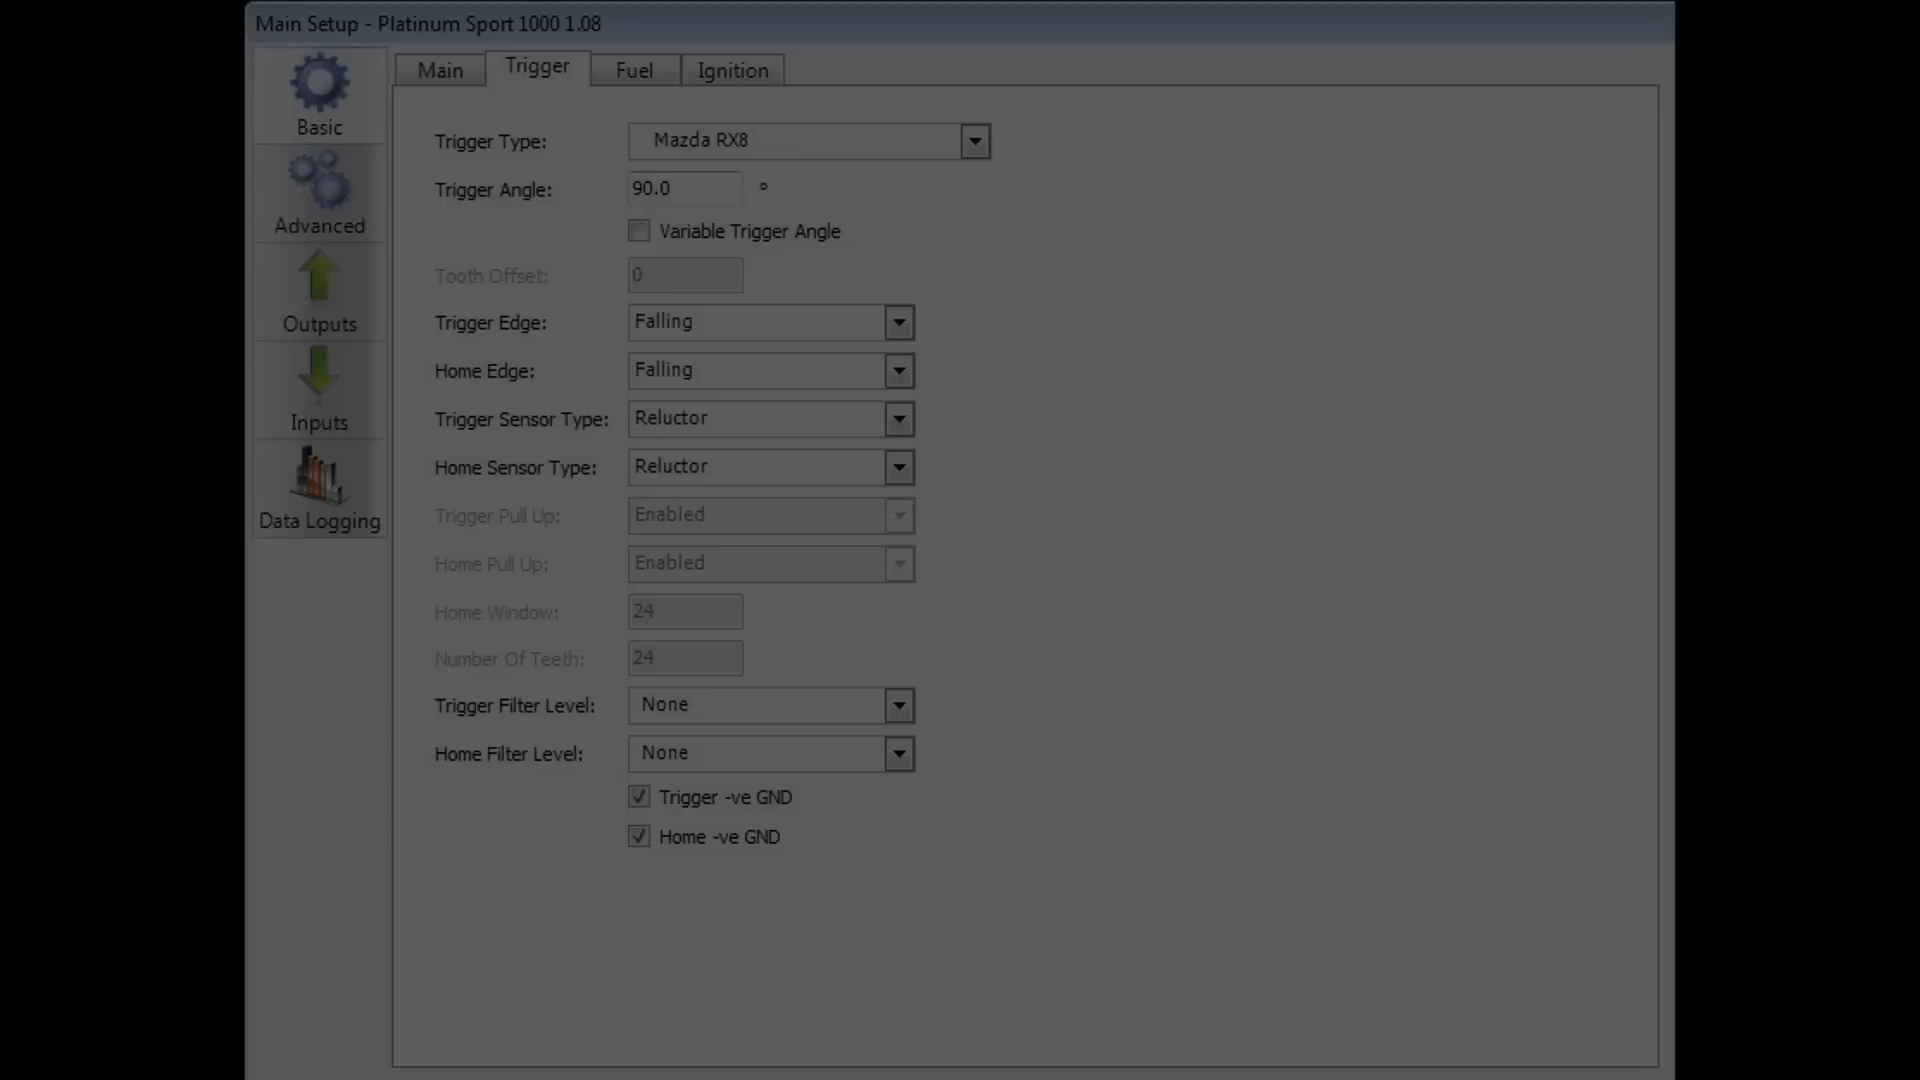 Main Setup - Platinum Sport 1000 1.08
Main Trigger Fuel Ignition
Basic
Advanced
Outputs
Inputs
Data Logging
Trigger Type: Mazda RX8
Trigger Angle: 90.0 °
Variable Trigger Angle
Tooth Offset: 0
Trigger Edge: Falling
Home Edge: Falling
Trigger Sensor Type: Reluctor
Home Sensor Type: Reluctor
Trigger Pull Up: Enabled
Home Pull Up: Enabled
Home Window: 24
Number Of Teeth: 24
Trigger Filter Level: None
Home Filter Level: None
Trigger -ve GND
Home -ve GND